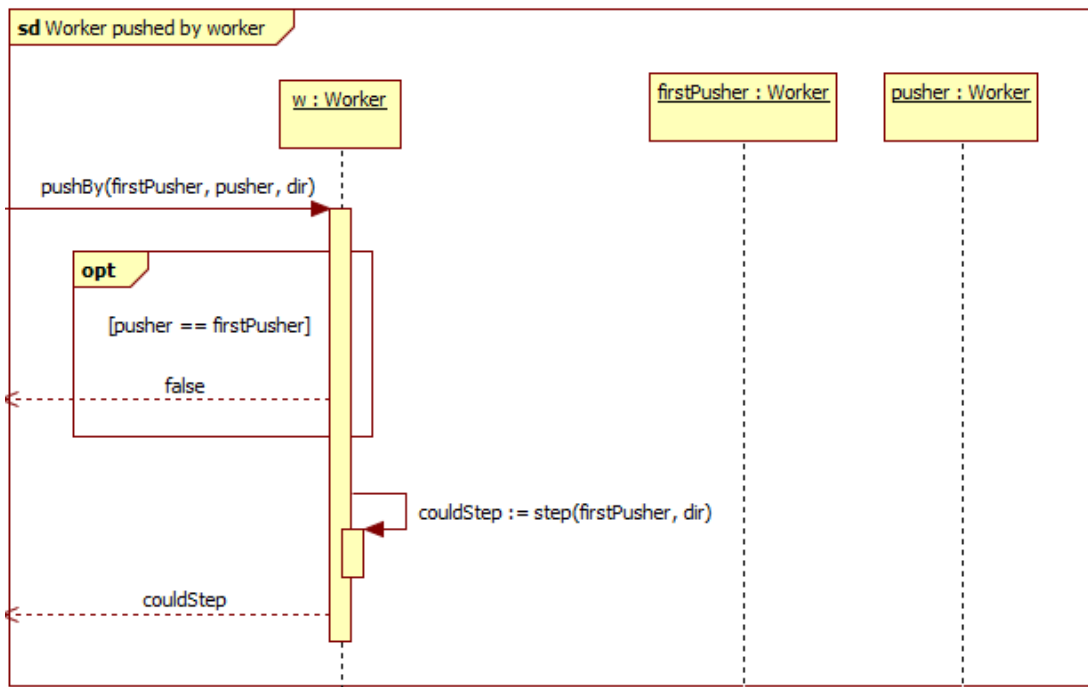 sd Worker pushed by worker
w : Worker
firstPusher : Worker
pusher : Worker
pushBy(firstPusher, pusher, dir)
opt
[pusher == firstPusher]
false
couldStep := step(firstPusher, dir)
couldStep